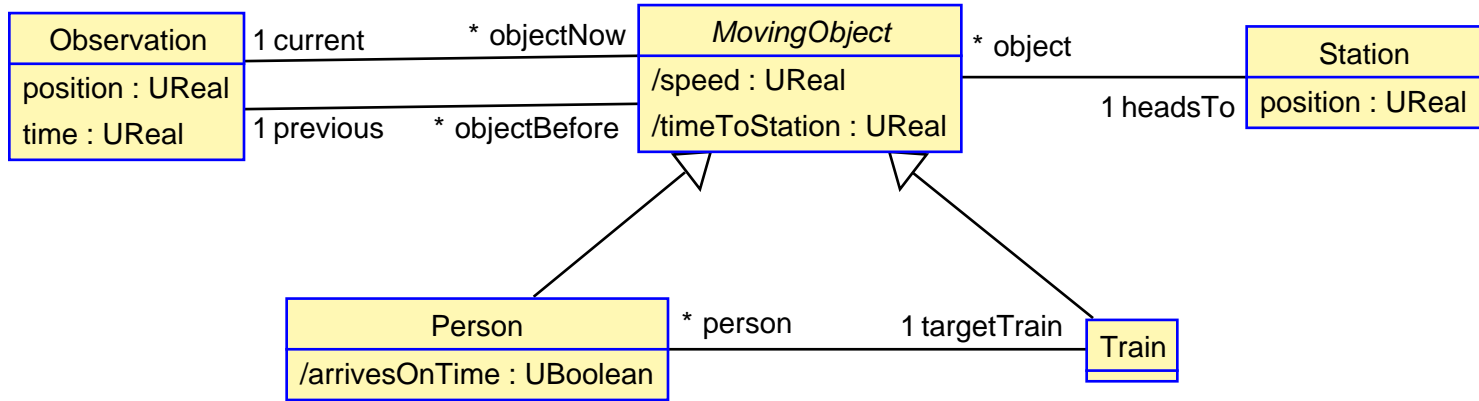 Observation
position : UReal
time : UReal
1 current
* objectNow
1 previous
* objectBefore
MovingObject
/speed : UReal
/timeToStation : UReal
* object
1 headsTo
Station
position : UReal
Person
/arrivesOnTime : UBoolean
* person
1 targetTrain
Train